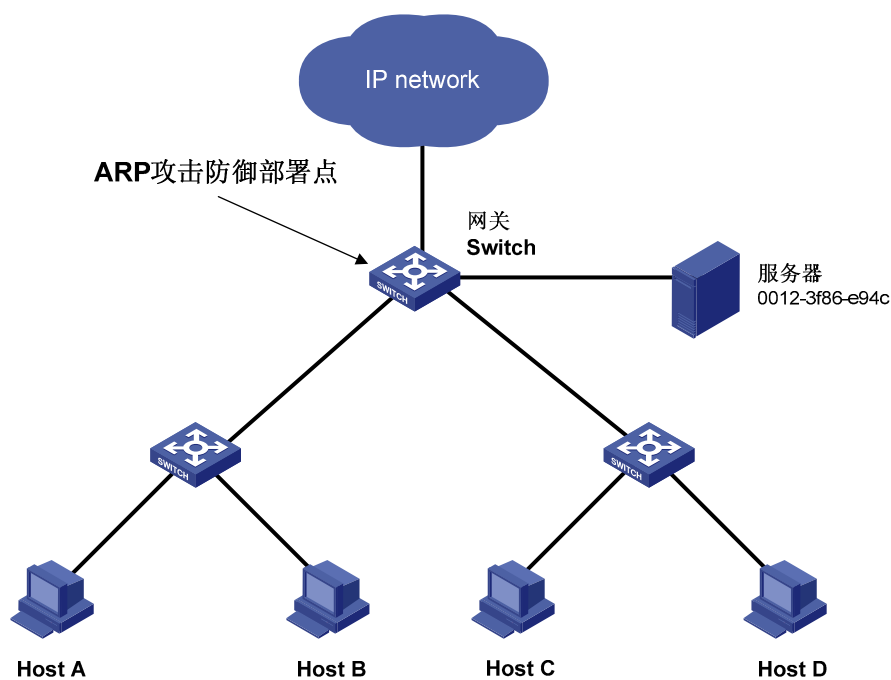 IP network
ARP攻击防御部署点
网关
Switch
SWITCH
服务器
0012-3f86-e94c
SWITCH
SWITCH
Host A
Host B
Host C
Host D